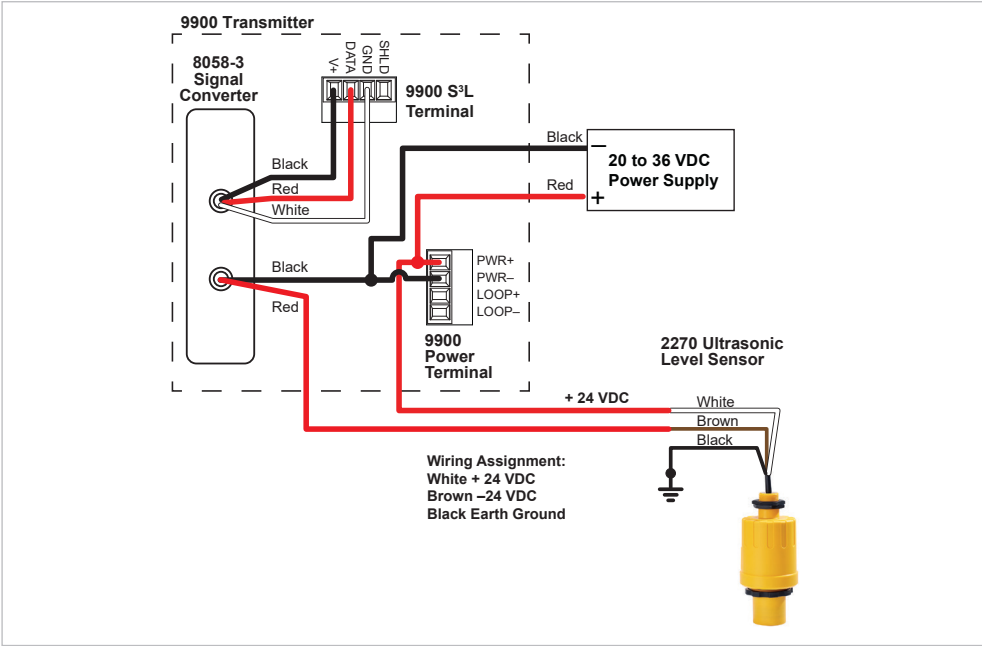 9900 Transmitter
8058-3
Signal
Converter
V+
DATA
GND
SHLD
9900 S³L
Terminal
Black
Red
White
Black
Red
Black
Red
–
+
20 to 36 VDC
Power Supply
PWR+
PWR–
LOOP+
LOOP–
9900
Power
Terminal
2270 Ultrasonic
Level Sensor
+ 24 VDC
White
Brown
Black
Wiring Assignment:
White + 24 VDC
Brown –24 VDC
Black Earth Ground